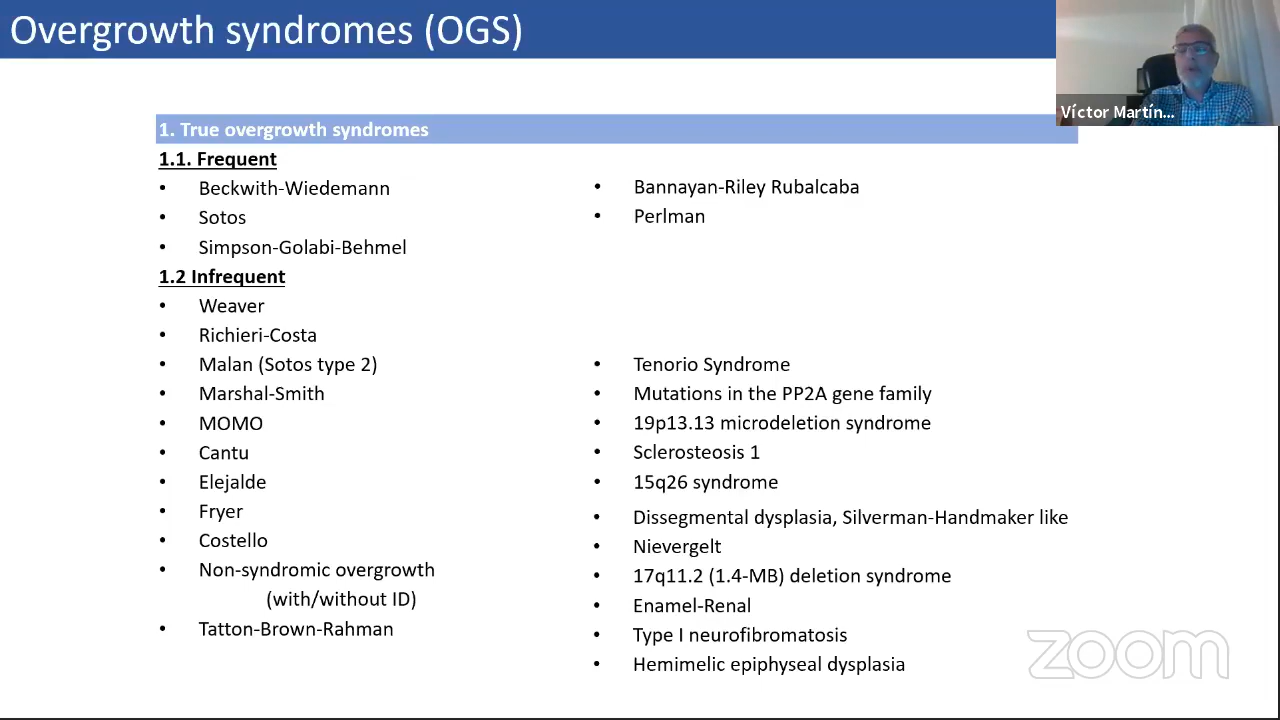 Overgrowth syndromes (OGS)
Víctor Martín...
1. True overgrowth syndromes
1.1. Frequent
• Beckwith-Wiedemann
• Sotos
• Simpson-Golabi-Behmel
• Bannayan-Riley Rubalcaba
• Perlman
1.2 Infrequent
• Weaver
• Richieri-Costa
• Malan (Sotos type 2)
• Marshal-Smith
• MOMO
• Cantu
• Elejalde
• Fryer
• Costello
• Non-syndromic overgrowth
(with/without ID)
• Tatton-Brown-Rahman
• Tenorio Syndrome
• Mutations in the PP2A gene family
• 19p13.13 microdeletion syndrome
• Sclerosteosis 1
• 15q26 syndrome
• Dissegmental dysplasia, Silverman-Handmaker like
• Nievergelt
• 17q11.2 (1.4-MB) deletion syndrome
• Enamel-Renal
• Type I neurofibromatosis
• Hemimelic epiphyseal dysplasia
zoom